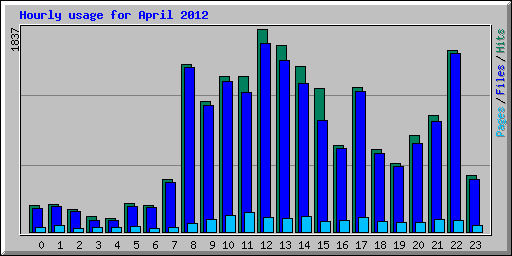 Hourly usage for April 2012
1837
Pages/Files/Hits
0 1 2 3 4 5 6 7 8 9 10 11 12 13 14 15 16 17 18 19 20 21 22 23